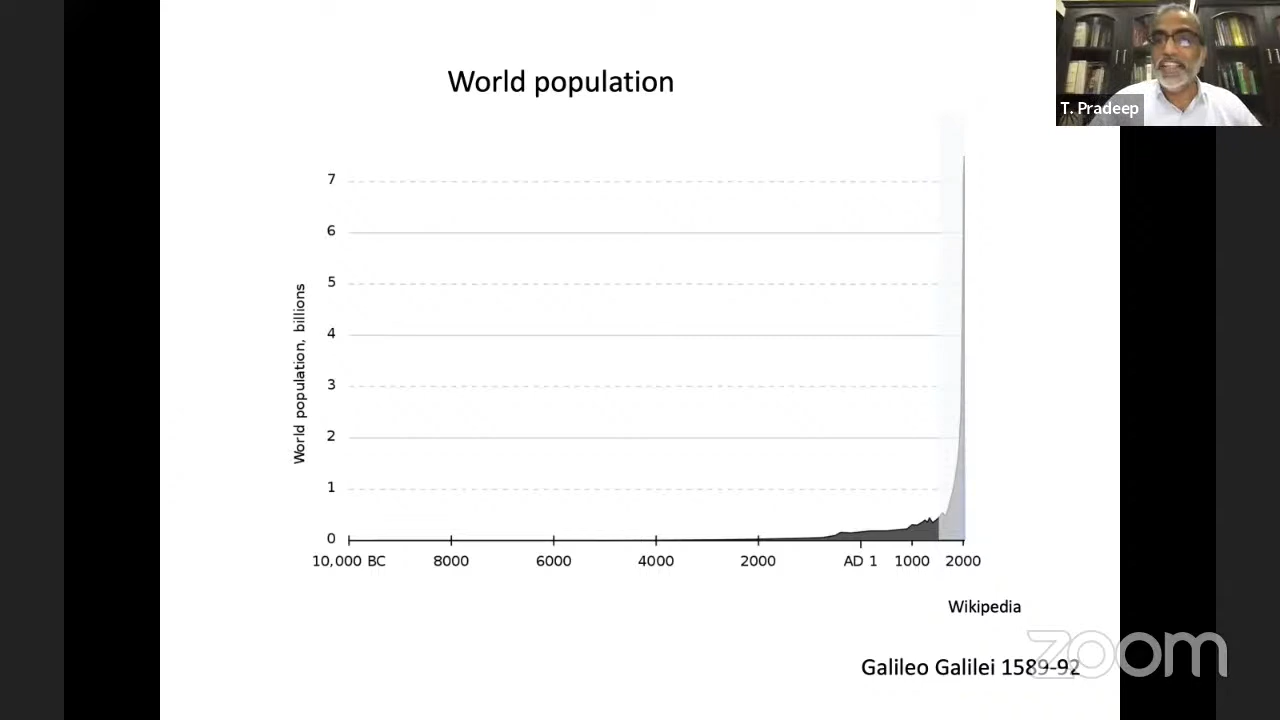 World population
T. Pradeep
7
6
5
4
3
2
1
0
World population, billions
10,000 BC 8000 6000 4000 2000 AD 1 1000 2000
Wikipedia
zoom
Galileo Galilei 1589-92